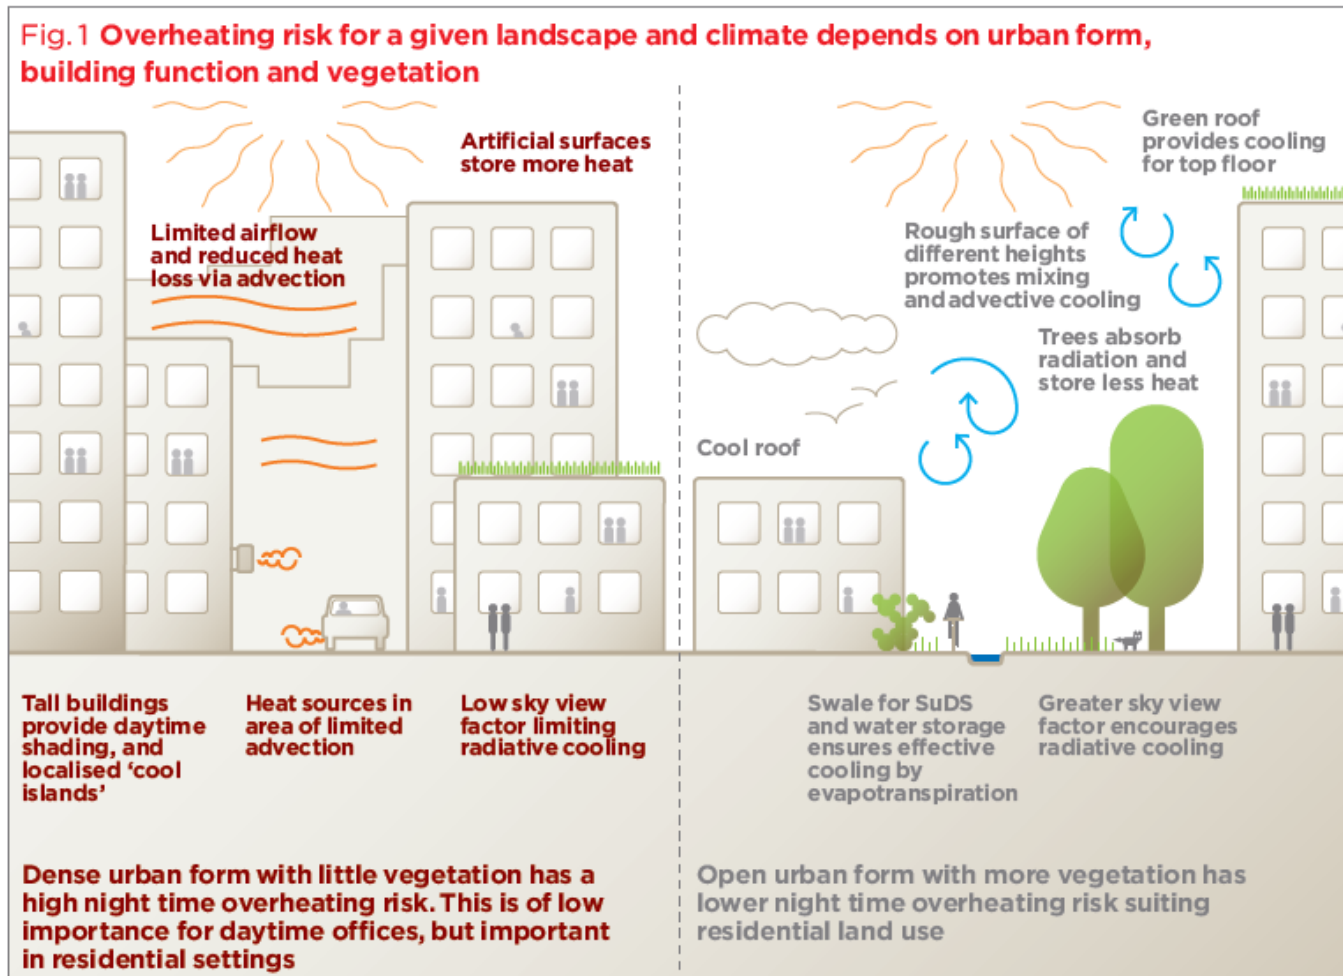 Fig. 1 Overheating risk for a given landscape and climate depends on urban form,
building function and vegetation
Artificial surfaces
store more heat
Limited airflow
and reduced heat
loss via advection
Tall buildings
provide daytime
shading, and
localised ‘cool
islands’
Heat sources in
area of limited
advection
Low sky view
factor limiting
radiative cooling
Dense urban form with little vegetation has a
high night time overheating risk. This is of low
importance for daytime offices, but important
in residential settings
Green roof
provides cooling
for top floor
Rough surface of
different heights
promotes mixing
and advective cooling
Trees absorb
radiation and
store less heat
Cool roof
Swale for SuDS
and water storage
ensures effective
cooling by
evapotranspiration
Greater sky view
factor encourages
radiative cooling
Open urban form with more vegetation has
lower night time overheating risk suiting
residential land use